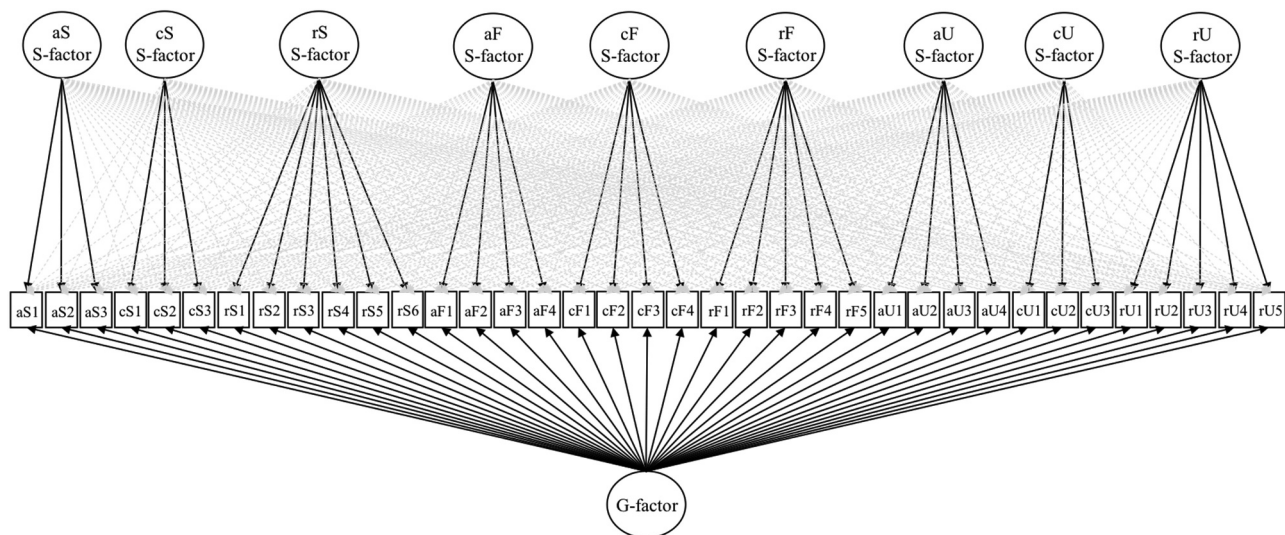 aS
S-factor
cS
S-factor
rS
S-factor
aF
S-factor
cF
S-factor
rF
S-factor
aU
S-factor
cU
S-factor
rU
S-factor
aS1 aS2 aS3 cS1 cS2 cS3 rS1 rS2 rS3 rS4 rS5 rS6 aF1 aF2 aF3 aF4 cF1 cF2 cF3 cF4 rF1 rF2 rF3 rF4 rF5 aU1 aU2 aU3 aU4 cU1 cU2 cU3 rU1 rU2 rU3 rU4 rU5
G-factor